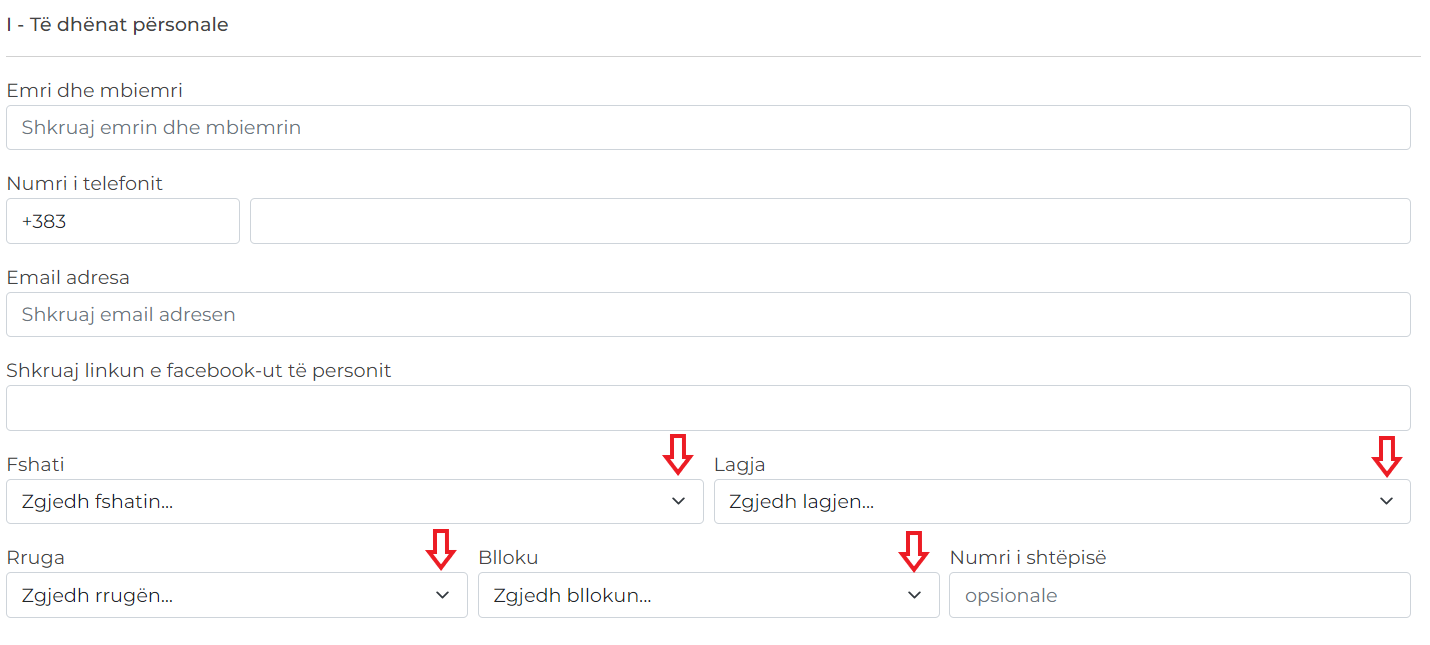 I - Të dhënat përsonale
Emri dhe mbiemri
Shkruaj emrin dhe mbiemrin
Numri i telefonit
+383
Email adresa
Shkruaj email adresen
Shkruaj linkun e facebook-ut të personit
Fshati Lagja
Zgjedh fshatin... Zgjedh lagjen...
Rruga Blloku Numri i shtëpisë
Zgjedh rrugën... Zgjedh bllokun... opsionale